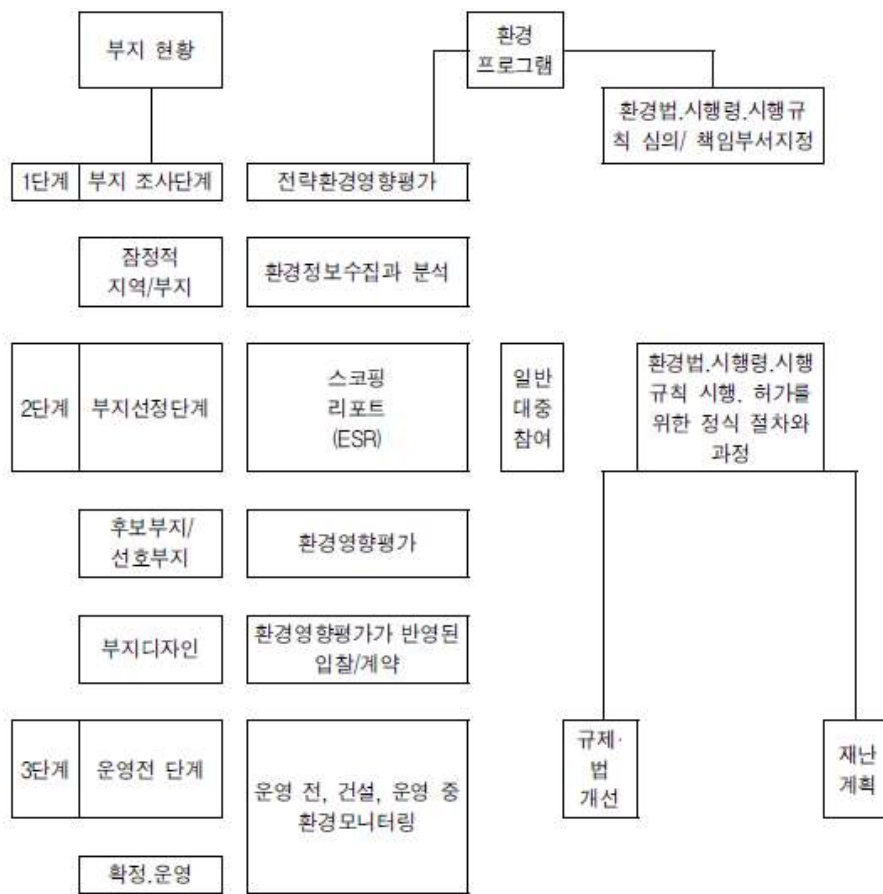 부지 현황
환경
프로그램
환경법.시행령.시행규
칙 심의/ 책임부서지정
1단계
부지 조사단계
전략환경영향평가
잠정적
지역/부지
환경정보수집과 분석
2단계
부지선정단계
스코핑
리포트
(ESR)
일반
대중
참여
환경법.시행령.시행
규칙 시행. 허가를
위한 정식 절차와
과정
후보부지/
선호부지
환경영향평가
부지디자인
환경영향평가가 반영된
입찰/계약
3단계
운영전 단계
운영 전, 건설, 운영 중
환경모니터링
규제·
법
개선
재난
계획
확정.운영